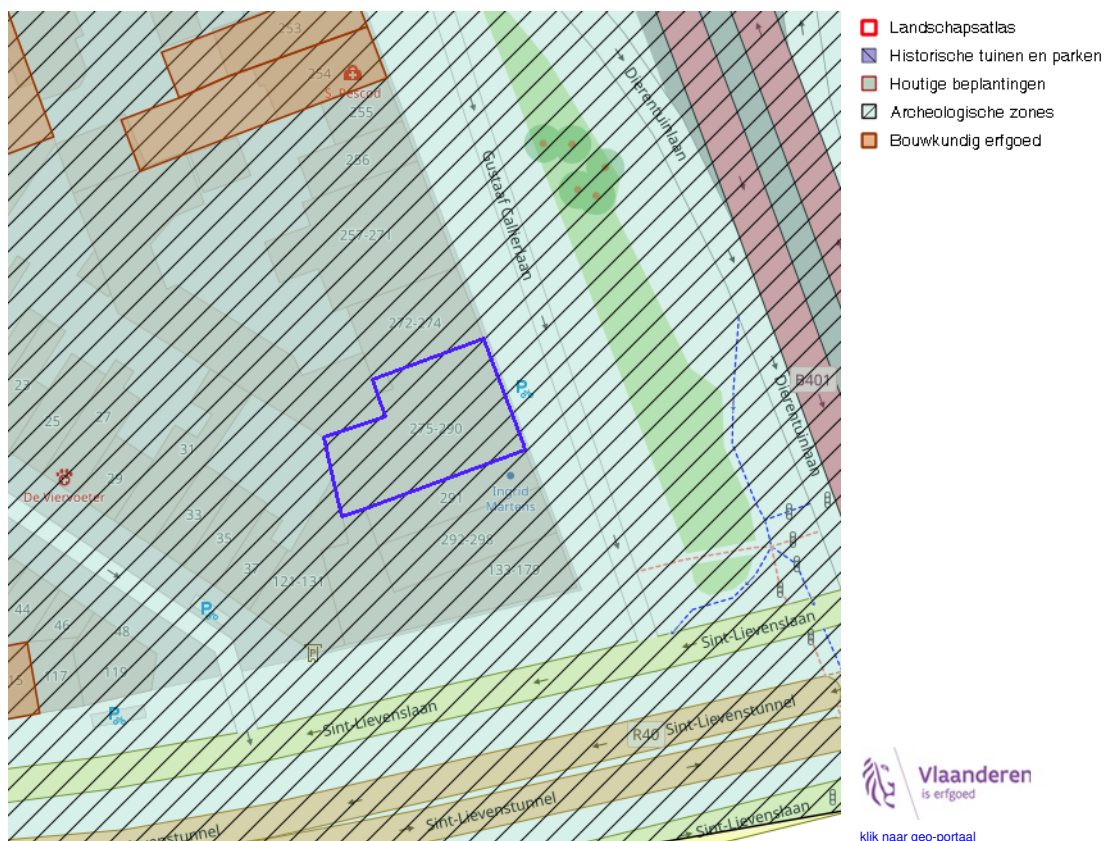 253
254
S. Pescod
255
256
257-271
272-274
275-290
291
Ingrid
Martens
292-298
133-179
121-131
23
25
27
29
31
33
35
37
De Viervoeter
44
46
48
117
119
15
Gustaaf Callierlaan
Dierentuinlaan
Dierentuinlaan
B401
Sint-Lievenslaan
Sint-Lievenslaan
Sint-Lievenstunnel
R40
Sint-Lievenstunnel
Sint-Lievenslaan
venstunnel
P
P
P
P
Landschapsatlas
Historische tuinen en parken
Houtige beplantingen
Archeologische zones
Bouwkundig erfgoed
Vlaanderen
is erfgoed
klik naar geo-portaal